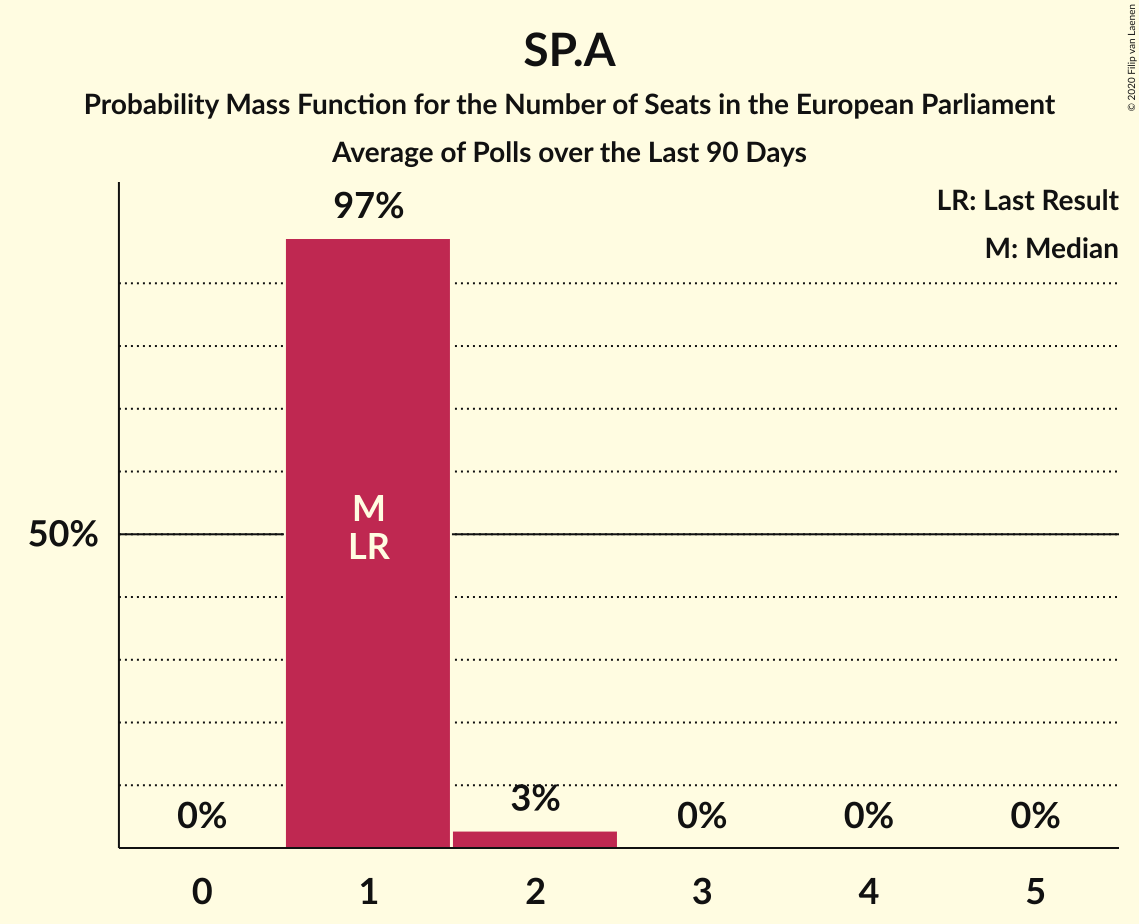 SP.A
Probability Mass Function for the Number of Seats in the European Parliament
Average of Polls over the Last 90 Days
© 2020 Filip van Laenen
LR: Last Result
M: Median
97%
M
LR
50%
0%
3%
0%
0%
0%
0
1
2
3
4
5